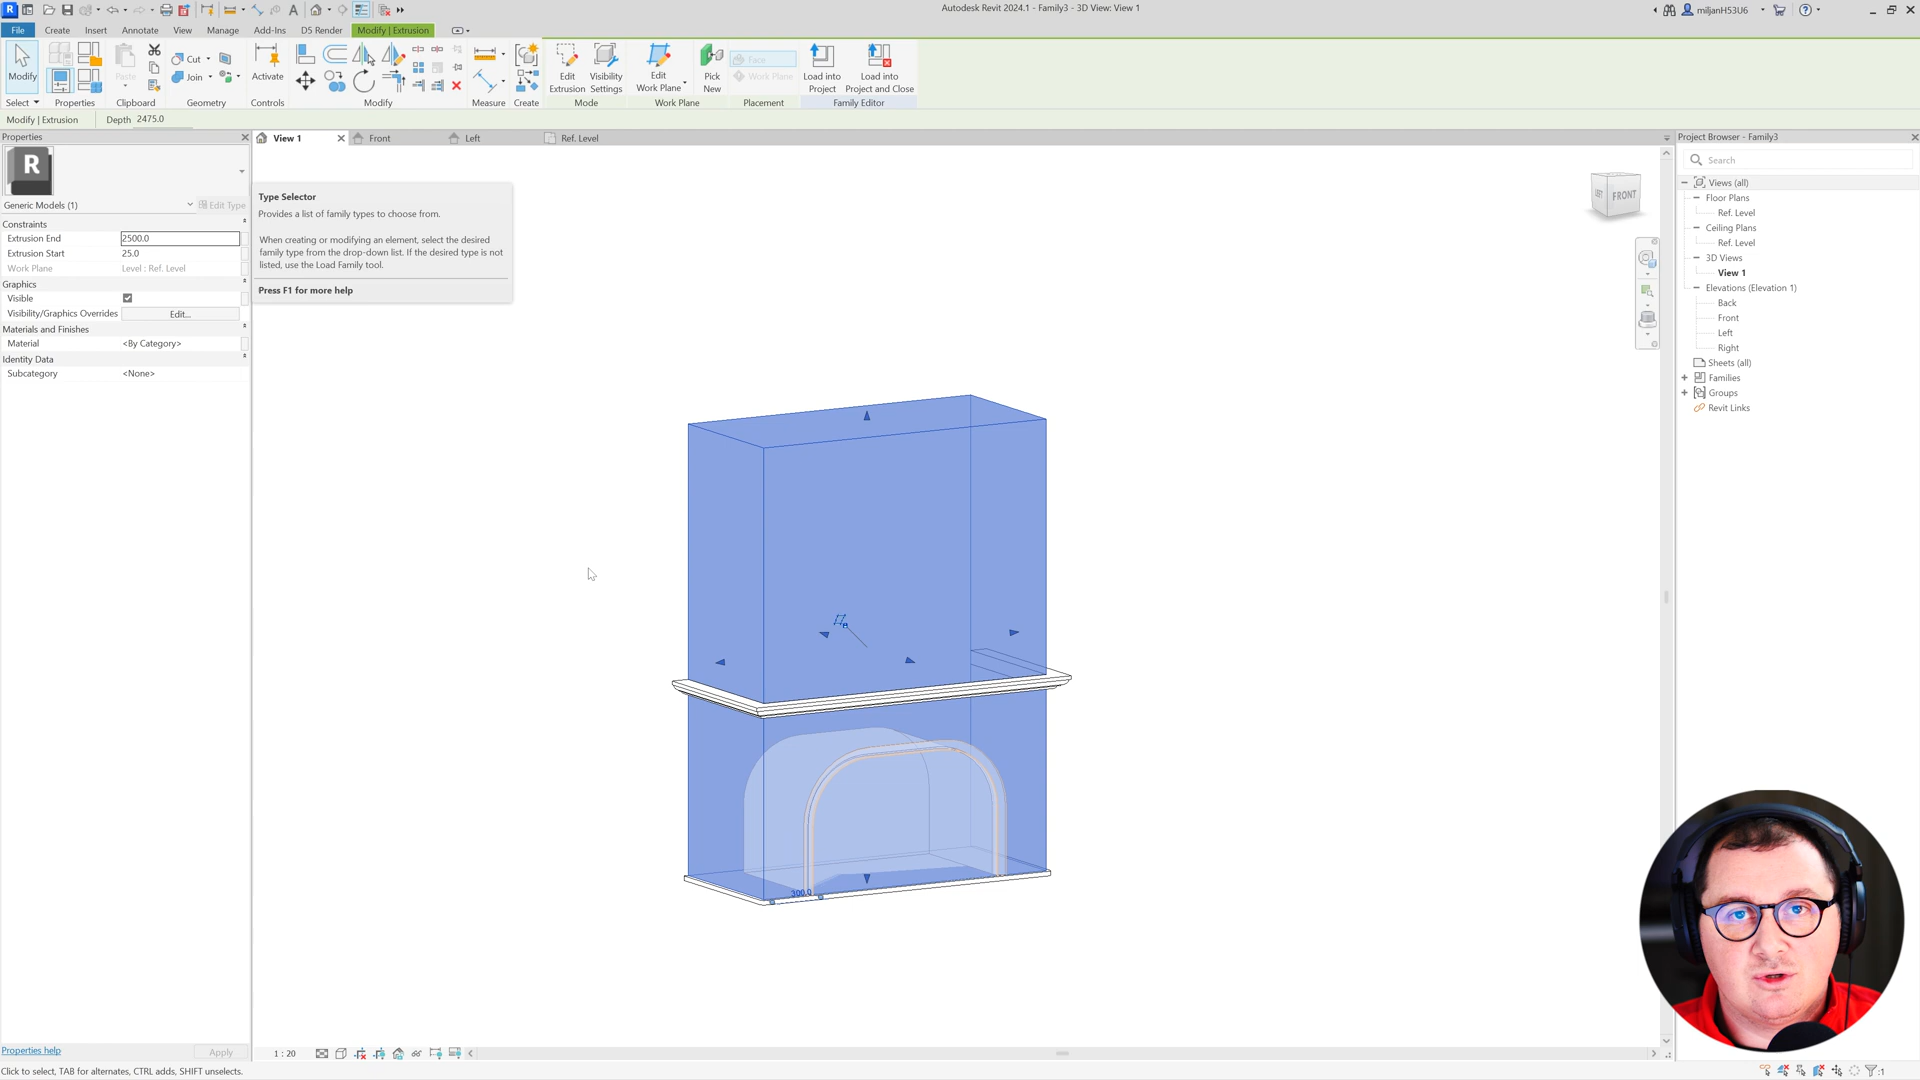 Autodesk Revit 2024.1 - Family3 - 3D View: View 1
miljanH53U6
File Create Insert Annotate View Manage Add-Ins D5 Render Modify | Extrusion
Modify
Paste
Cut
Join
Activate
Edit Extrusion
Visibility Settings
Edit Work Plane
Pick New
Face
Work Plane
Load into Project
Load into Project and Close
Select Properties Clipboard Geometry Controls Modify Measure Create Mode Work Plane Placement Family Editor
Modify | Extrusion Depth 2475.0
Properties
R
Generic Models (1)
Edit Type
Constraints
Extrusion End 2500.0
Extrusion Start 25.0
Work Plane Level : Ref. Level
Graphics
Visible
Visibility/Graphics Overrides Edit...
Materials and Finishes
Material <By Category>
Identity Data
Subcategory <None>
Properties help
Apply
View 1 Front Left Ref. Level
Type Selector
Provides a list of family types to choose from.
When creating or modifying an element, select the desired
family type from the drop-down list. If the desired type is not
listed, use the Load Family tool.
Press F1 for more help
LEFT FRONT
300.0
1 : 20
Project Browser - Family3
Search
Views (all)
Floor Plans
Ref. Level
Ceiling Plans
Ref. Level
3D Views
View 1
Elevations (Elevation 1)
Back
Front
Left
Right
Sheets (all)
Families
Groups
Revit Links
Click to select, TAB for alternates, CTRL adds, SHIFT unselects.
:1